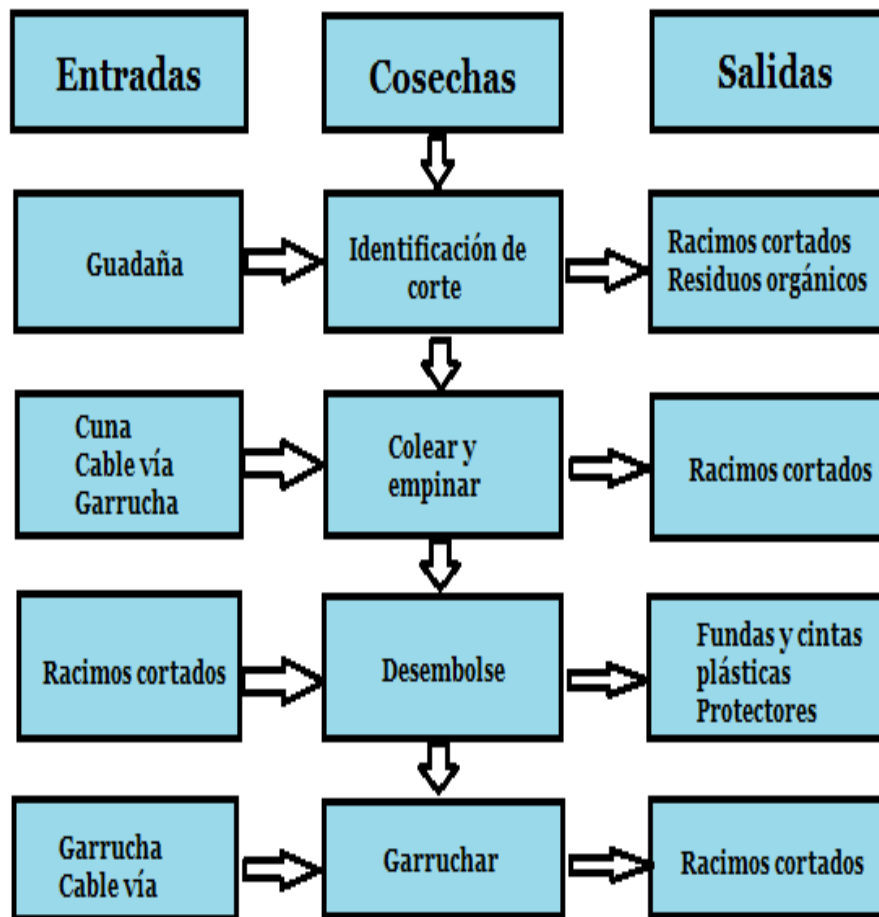 Entradas
Cosechas
Salidas
Guadaña
Identificación de
corte
Racimos cortados
Residuos orgánicos
Cuna
Cable vía
Garrucha
Colear y
empinar
Racimos cortados
Racimos cortados
Desembolse
Fundas y cintas
plásticas
Protectores
Garrucha
Cable vía
Garruchar
Racimos cortados